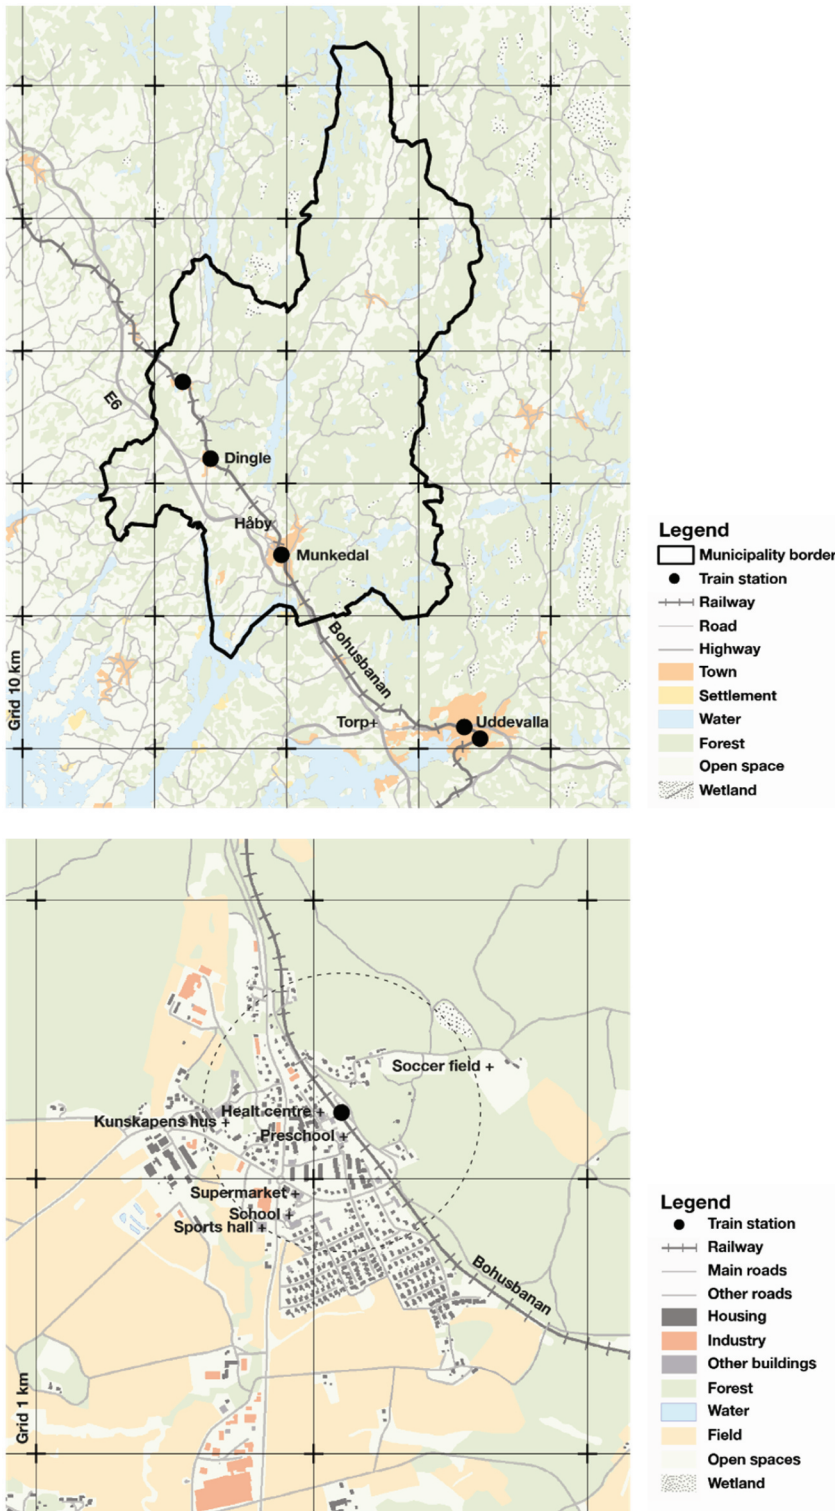 E6
Dingle
Håby
Munkedal
Bohusbanan
Torp+
Uddevalla
Grid 10 km
Legend
Municipality border
Train station
Railway
Road
Highway
Town
Settlement
Water
Forest
Open space
Wetland
Soccer field +
Healt centre +
Kunskapens hus +
Preschool +
Supermarket +
School +
Sports hall +
Bohusbanan
Grid 1 km
Legend
Train station
Railway
Main roads
Other roads
Housing
Industry
Other buildings
Forest
Water
Field
Open spaces
Wetland